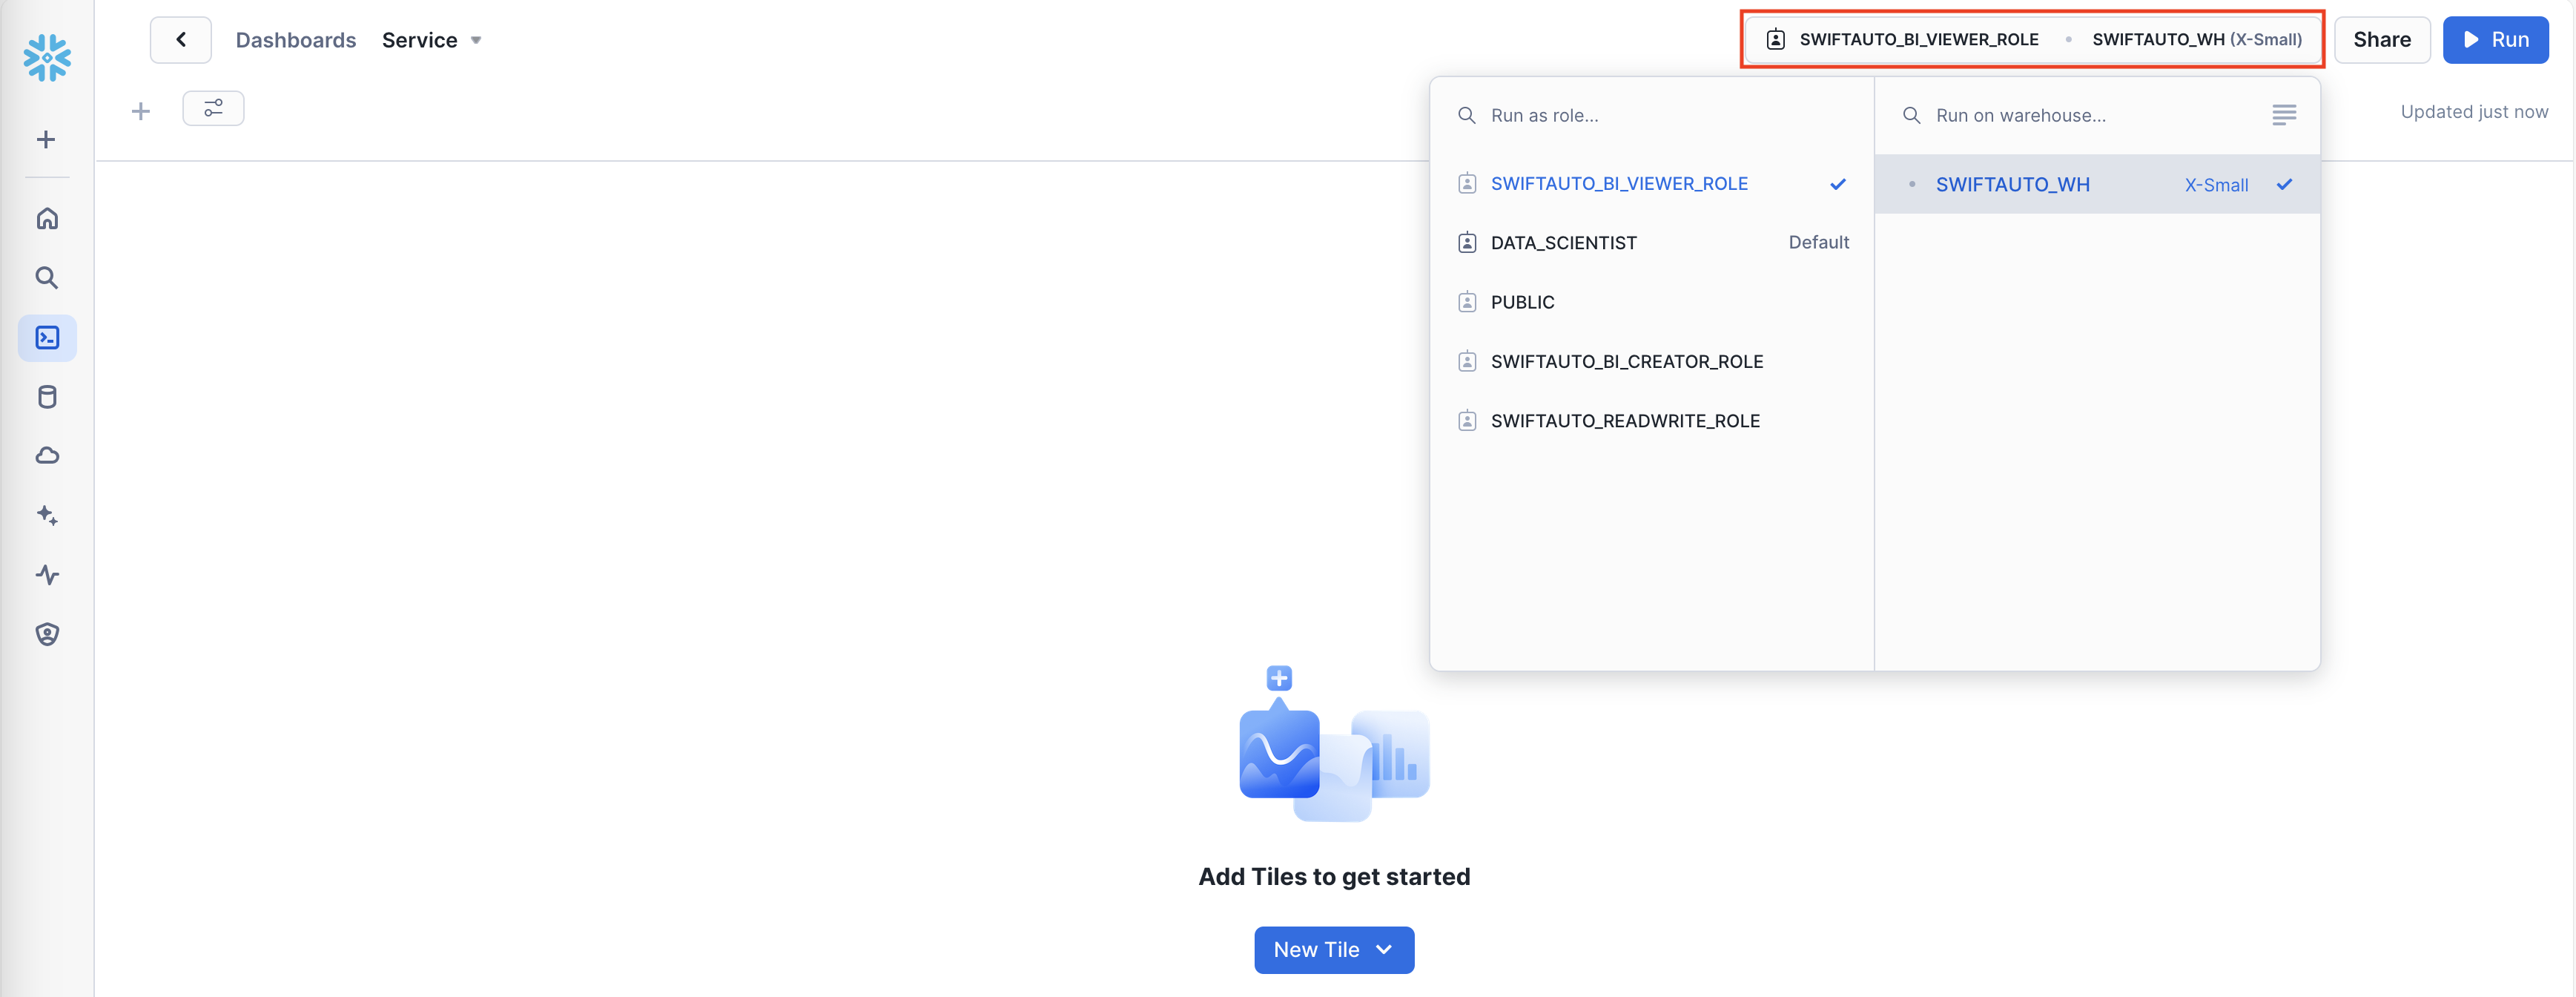 Dashboards Service SWIFTAUTO_BI_VIEWER_ROLE SWIFTAUTO_WH (X-Small) Share Run
Updated just now
Run as role...
SWIFTAUTO_BI_VIEWER_ROLE
DATA_SCIENTIST Default
PUBLIC
SWIFTAUTO_BI_CREATOR_ROLE
SWIFTAUTO_READWRITE_ROLE
Run on warehouse...
SWIFTAUTO_WH X-Small
Add Tiles to get started
New Tile